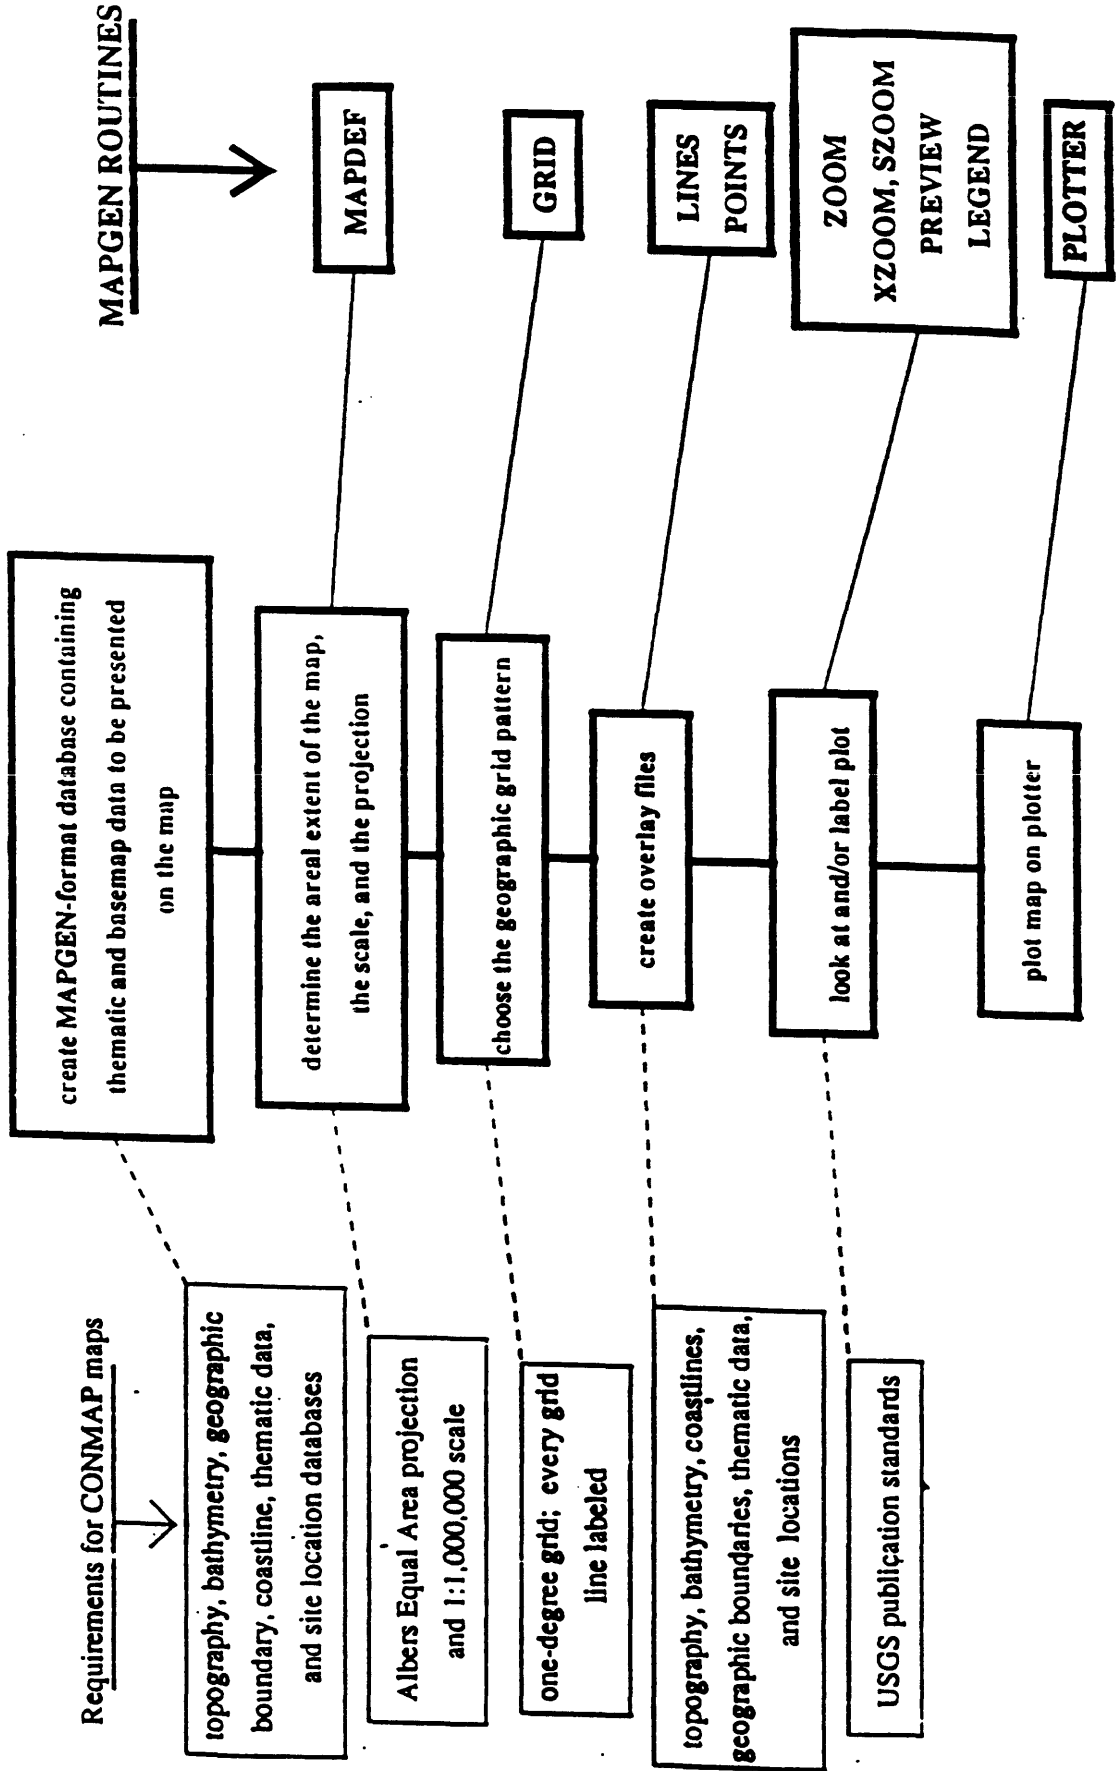 Requirements for CONMAP maps
topography, bathymetry, geographic
boundary, coastline, thematic data,
and site location databases
Albers Equal Area projection
and 1:1,000,000 scale
one-degree grid; every grid
line labeled
topography, bathymetry, coastlines,
geographic boundaries, thematic data,
and site locations
USGS publication standards
create MAPGEN-format database containing
thematic and basemap data to be presented
on the map
determine the areal extent of the map,
the scale, and the projection
choose the geographic grid pattern
create overlay files
look at and/or label plot
plot map on plotter
MAPGEN ROUTINES
MAPDEF
GRID
LINES
POINTS
ZOOM
XZOOM, SZOOM
PREVIEW
LEGEND
PLOTTER